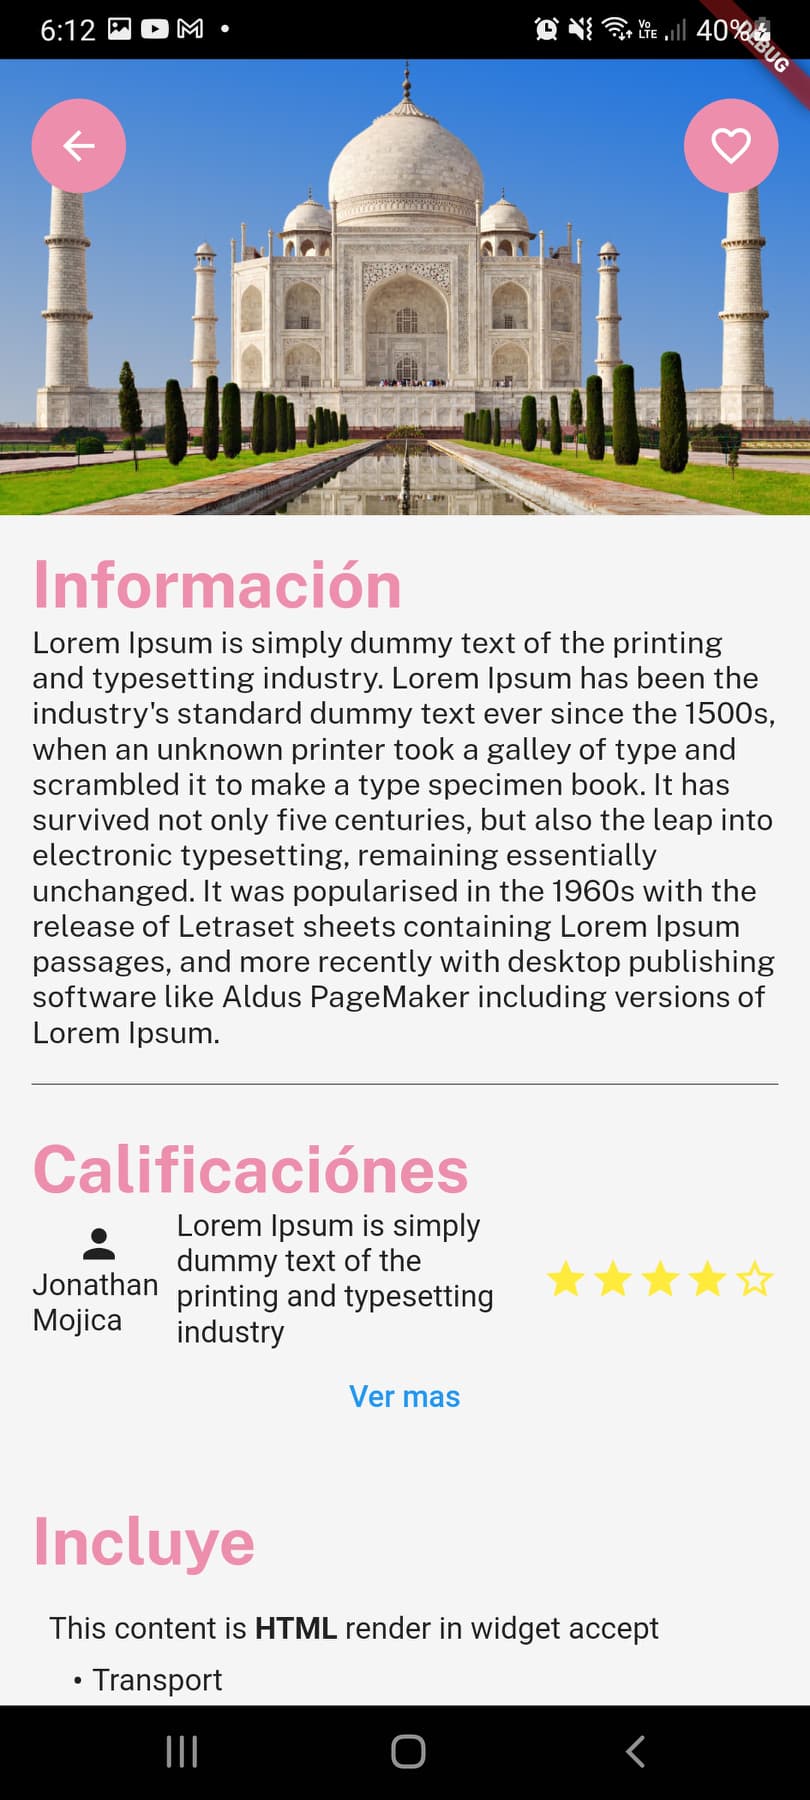 6:12
Vo
LTE
40%
DEBUG
Información
Lorem Ipsum is simply dummy text of the printing
and typesetting industry. Lorem Ipsum has been the
industry's standard dummy text ever since the 1500s,
when an unknown printer took a galley of type and
scrambled it to make a type specimen book. It has
survived not only five centuries, but also the leap into
electronic typesetting, remaining essentially
unchanged. It was popularised in the 1960s with the
release of Letraset sheets containing Lorem Ipsum
passages, and more recently with desktop publishing
software like Aldus PageMaker including versions of
Lorem Ipsum.
Calificaciónes
Jonathan
Mojica
Lorem Ipsum is simply
dummy text of the
printing and typesetting
industry
Ver mas
Incluye
This content is HTML render in widget accept
• Transport